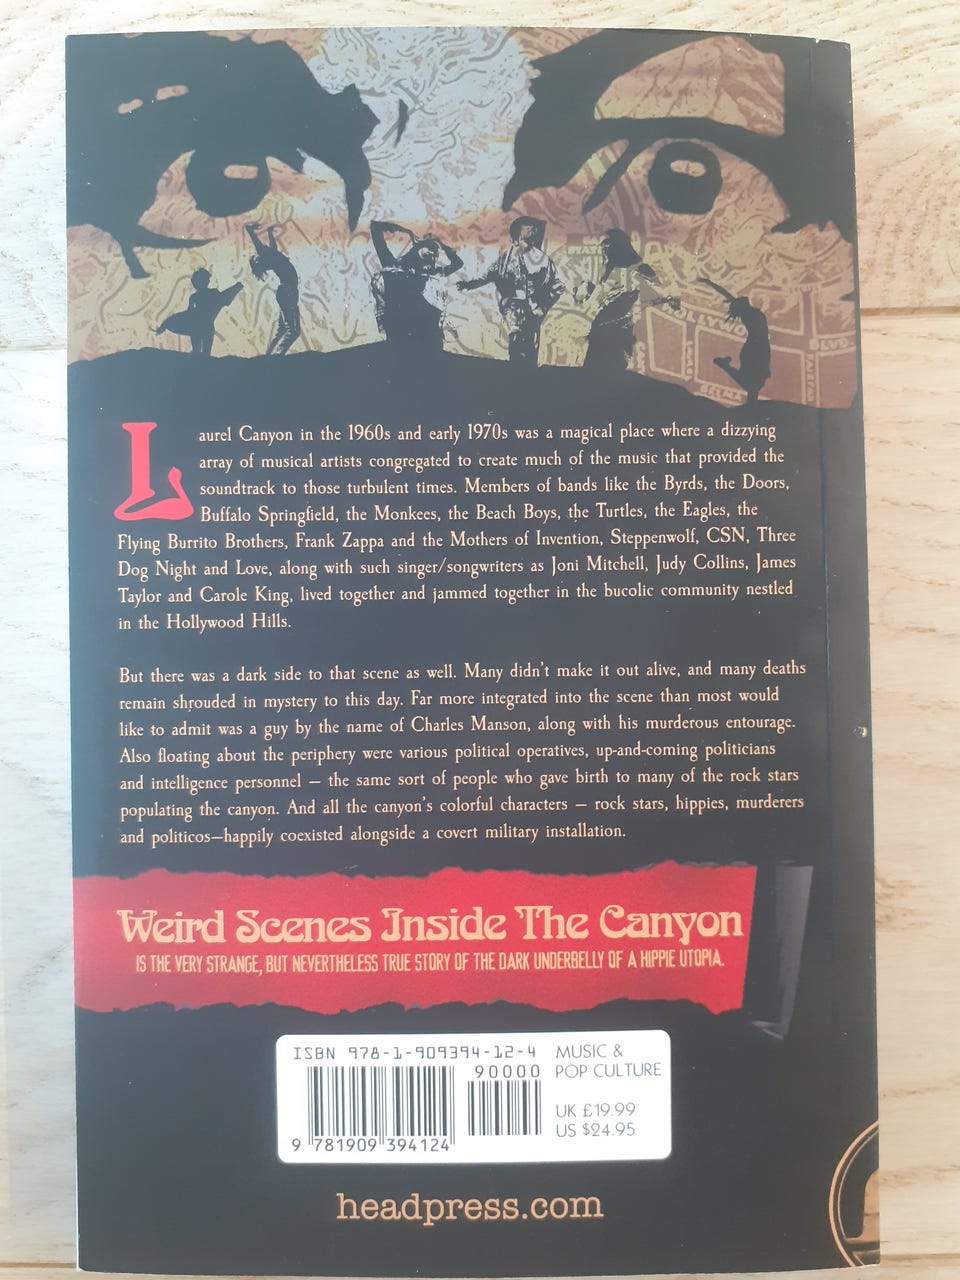 HOLLYWO
BLVD.
SELMA
Laurel Canyon in the 1960s and early 1970s was a magical place where a dizzying
array of musical artists congregated to create much of the music that provided the
soundtrack to those turbulent times. Members of bands like the Byrds, the Doors,
Buffalo Springfield, the Monkees, the Beach Boys, the Turtles, the Eagles, the
Flying Burrito Brothers, Frank Zappa and the Mothers of Invention, Steppenwolf, CSN, Three
Dog Night and Love, along with such singer/songwriters as Joni Mitchell, Judy Collins, James
Taylor and Carole King, lived together and jammed together in the bucolic community nestled
in the Hollywood Hills.
But there was a dark side to that scene as well. Many didn't make it out alive, and many deaths
remain shrouded in mystery to this day. Far more integrated into the scene than most would
like to admit was a guy by the name of Charles Manson, along with his murderous entourage.
Also floating about the periphery were various political operatives, up-and-coming politicians
and intelligence personnel – the same sort of people who gave birth to many of the rock stars
populating the canyon. And all the canyon's colorful characters – rock stars, hippies, murderers
and politicos—happily coexisted alongside a covert military installation.
Weird Scenes Inside The Canyon
IS THE VERY STRANGE, BUT NEVERTHELESS TRUE STORY OF THE DARK UNDERBELLY OF A HIPPIE UTOPIA.
ISBN 978-1-909394-12-4
90000
9 781909 394124
MUSIC &
POP CULTURE
UK £19.99
US $24.95
headpress.com